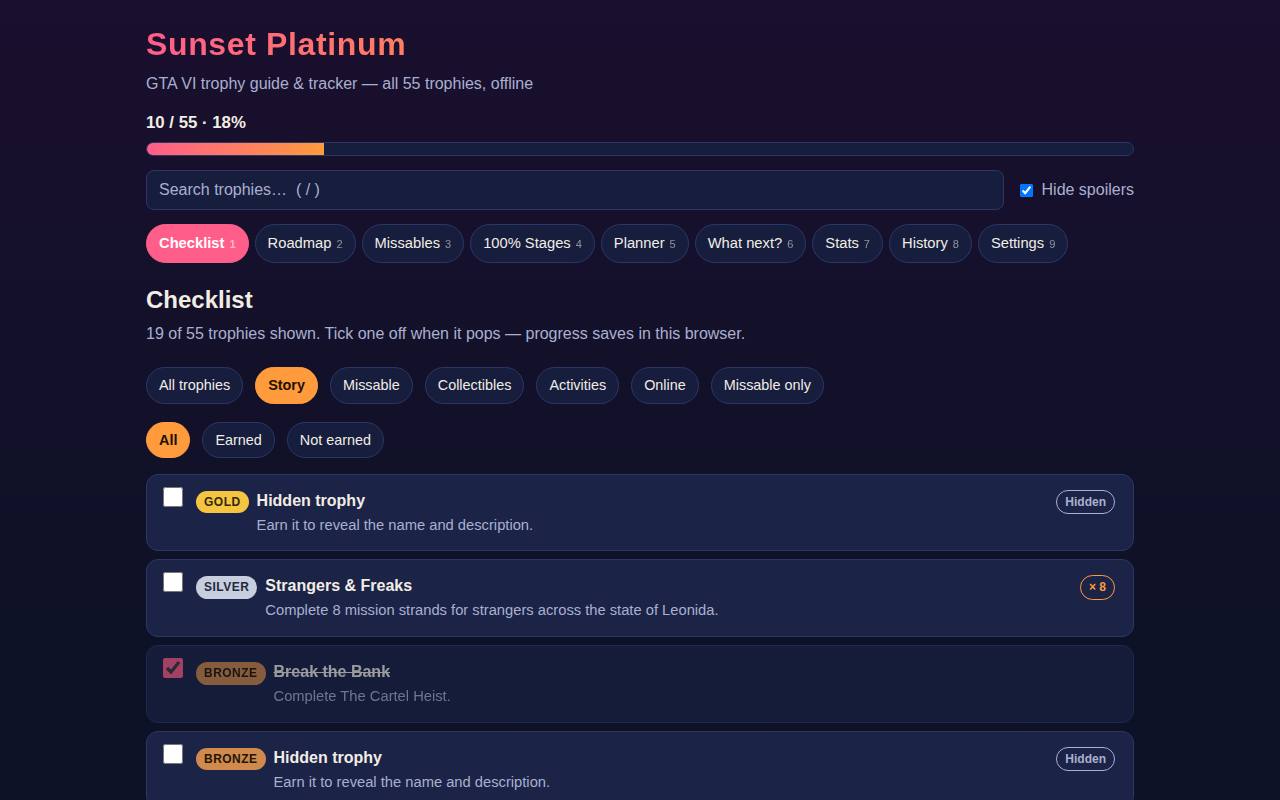 Sunset Platinum
GTA VI trophy guide & tracker — all 55 trophies, offline
10 / 55 · 18%
Search trophies… ( / ) Hide spoilers
Checklist 1 Roadmap 2 Missables 3 100% Stages 4 Planner 5 What next? 6 Stats 7 History 8 Settings 9
Checklist
19 of 55 trophies shown. Tick one off when it pops — progress saves in this browser.
All trophies Story Missable Collectibles Activities Online Missable only
All Earned Not earned
GOLD Hidden trophy Hidden
Earn it to reveal the name and description.
SILVER Strangers & Freaks × 8
Complete 8 mission strands for strangers across the state of Leonida.
BRONZE Break the Bank
Complete The Cartel Heist.
BRONZE Hidden trophy Hidden
Earn it to reveal the name and description.